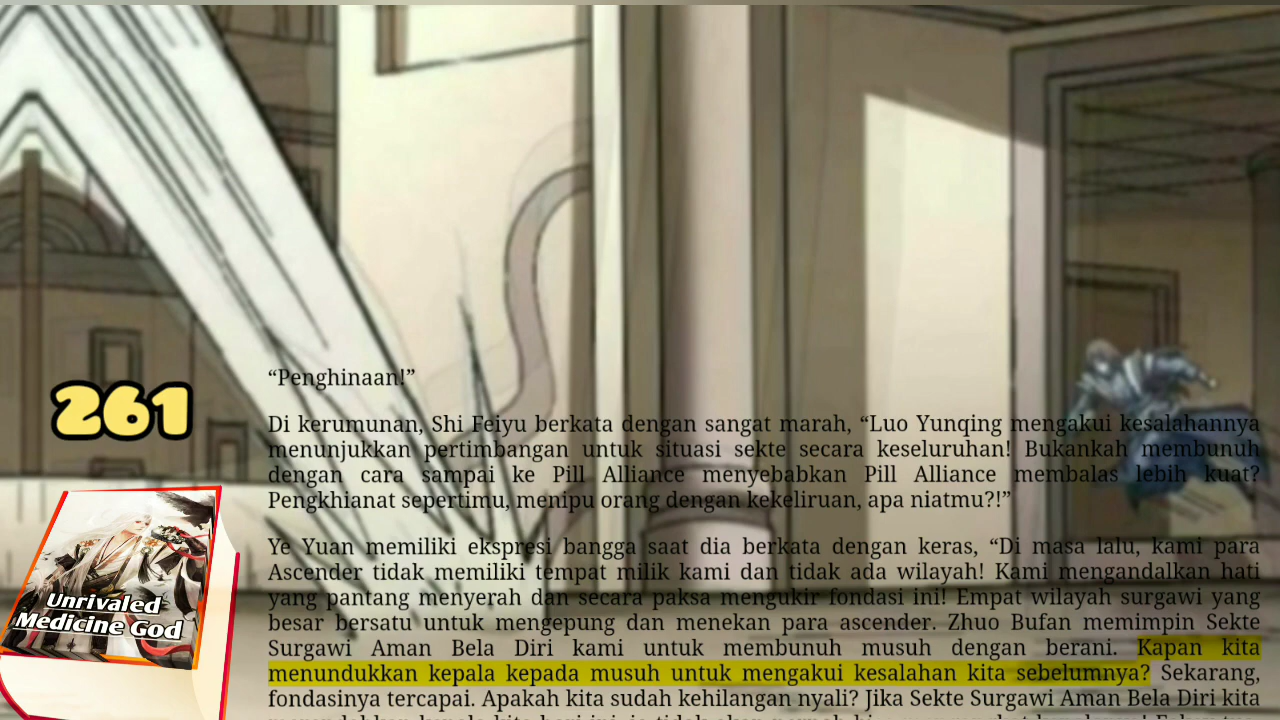 “Penghinaan!”
261
Di kerumunan, Shi Feiyu berkata dengan sangat marah, “Luo Yunqing mengakui kesalahannya
menunjukkan pertimbangan untuk situasi sekte secara keseluruhan! Bukankah membunuh
dengan cara sampai ke Pill Alliance menyebabkan Pill Alliance membalas lebih kuat?
Pengkhianat sepertimu, menipu orang dengan kekeliruan, apa niatmu?!”
Ye Yuan memiliki ekspresi bangga saat dia berkata dengan keras, “Di masa lalu, kami para
Ascender tidak memiliki tempat milik kami dan tidak ada wilayah! Kami mengandalkan hati
yang pantang menyerah dan secara paksa mengukir fondasi ini! Empat wilayah surgawi yang
besar bersatu untuk mengepung dan menekan para ascender. Zhuo Bufan memimpin Sekte
Surgawi Aman Bela Diri kami untuk membunuh musuh dengan berani. Kapan kita
menundukkan kepala kepada musuh untuk mengakui kesalahan kita sebelumnya? Sekarang,
fondasinya tercapai. Apakah kita sudah kehilangan nyali? Jika Sekte Surgawi Aman Bela Diri kita
Unrivaled
Medicine God